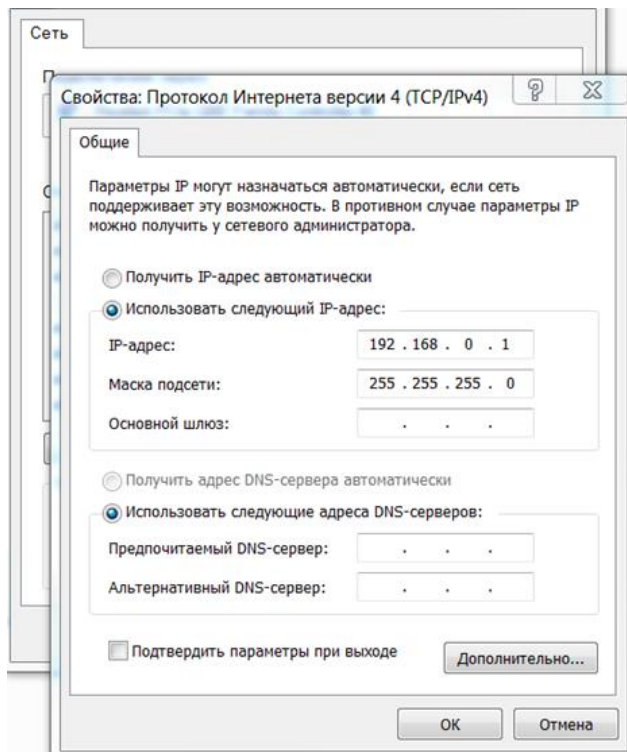 Сеть
Свойства: Протокол Интернета версии 4 (TCP/IPv4)
Общие
Параметры IP могут назначаться автоматически, если сеть
поддерживает эту возможность. В противном случае параметры IP
можно получить у сетевого администратора.
Получить IP-адрес автоматически
Использовать следующий IP-адрес:
IP-адрес: 192 . 168 . 0 . 1
Маска подсети: 255 . 255 . 255 . 0
Основной шлюз: . . .
Получить адрес DNS-сервера автоматически
Использовать следующие адреса DNS-серверов:
Предпочитаемый DNS-сервер: . . .
Альтернативный DNS-сервер: . . .
Подтвердить параметры при выходе
Дополнительно...
ОК
Отмена